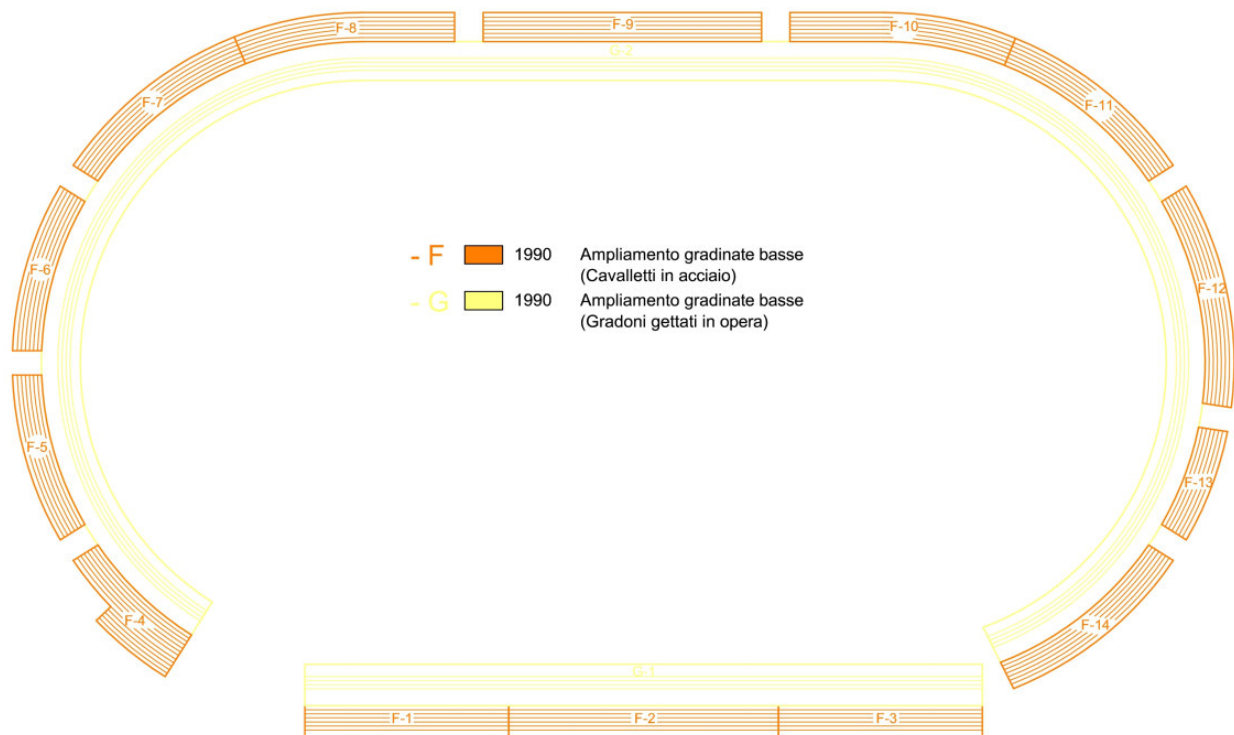 F-8
F-9
F-10
G-2
F-7
F-11
F-6
F-12
- F 1990 Ampliamento gradinate basse
(Cavalletti in acciaio)
- G 1990 Ampliamento gradinate basse
(Gradoni gettati in opera)
F-5
F-13
F-4
F-14
G-1
F-1
F-2
F-3